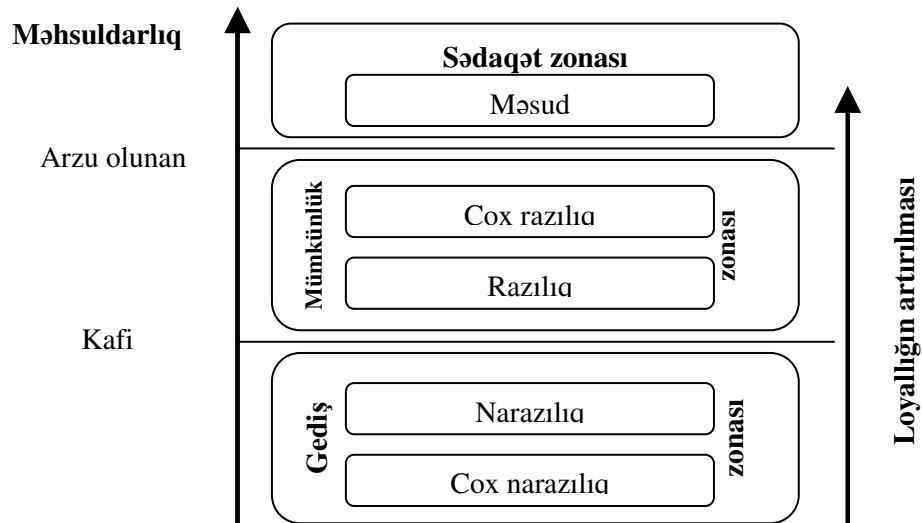 Məhsuldarlıq
Sədaqət zonası
Məsud
Arzu olunan
Mümkünlük
Cox razılıq
zonası
Razılıq
Kafi
Gediş
Narazılıq
zonası
Cox narazılıq
Loyallığın artırılması